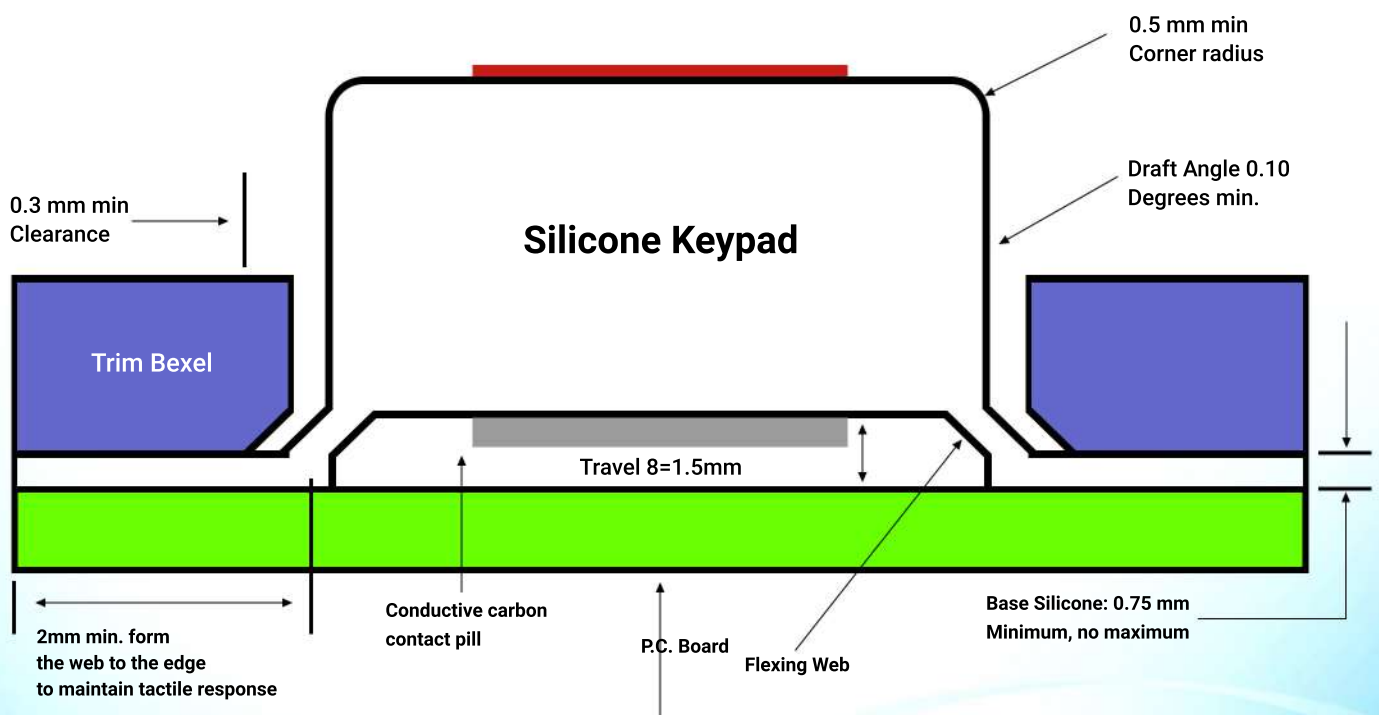 0.5 mm min
Corner radius
Draft Angle 0.10
Degrees min.
0.3 mm min
Clearance
Silicone Keypad
Trim Bexel
Travel 8=1.5mm
Conductive carbon
contact pill
P.C. Board
Flexing Web
Base Silicone: 0.75 mm
Minimum, no maximum
2mm min. form
the web to the edge
to maintain tactile response